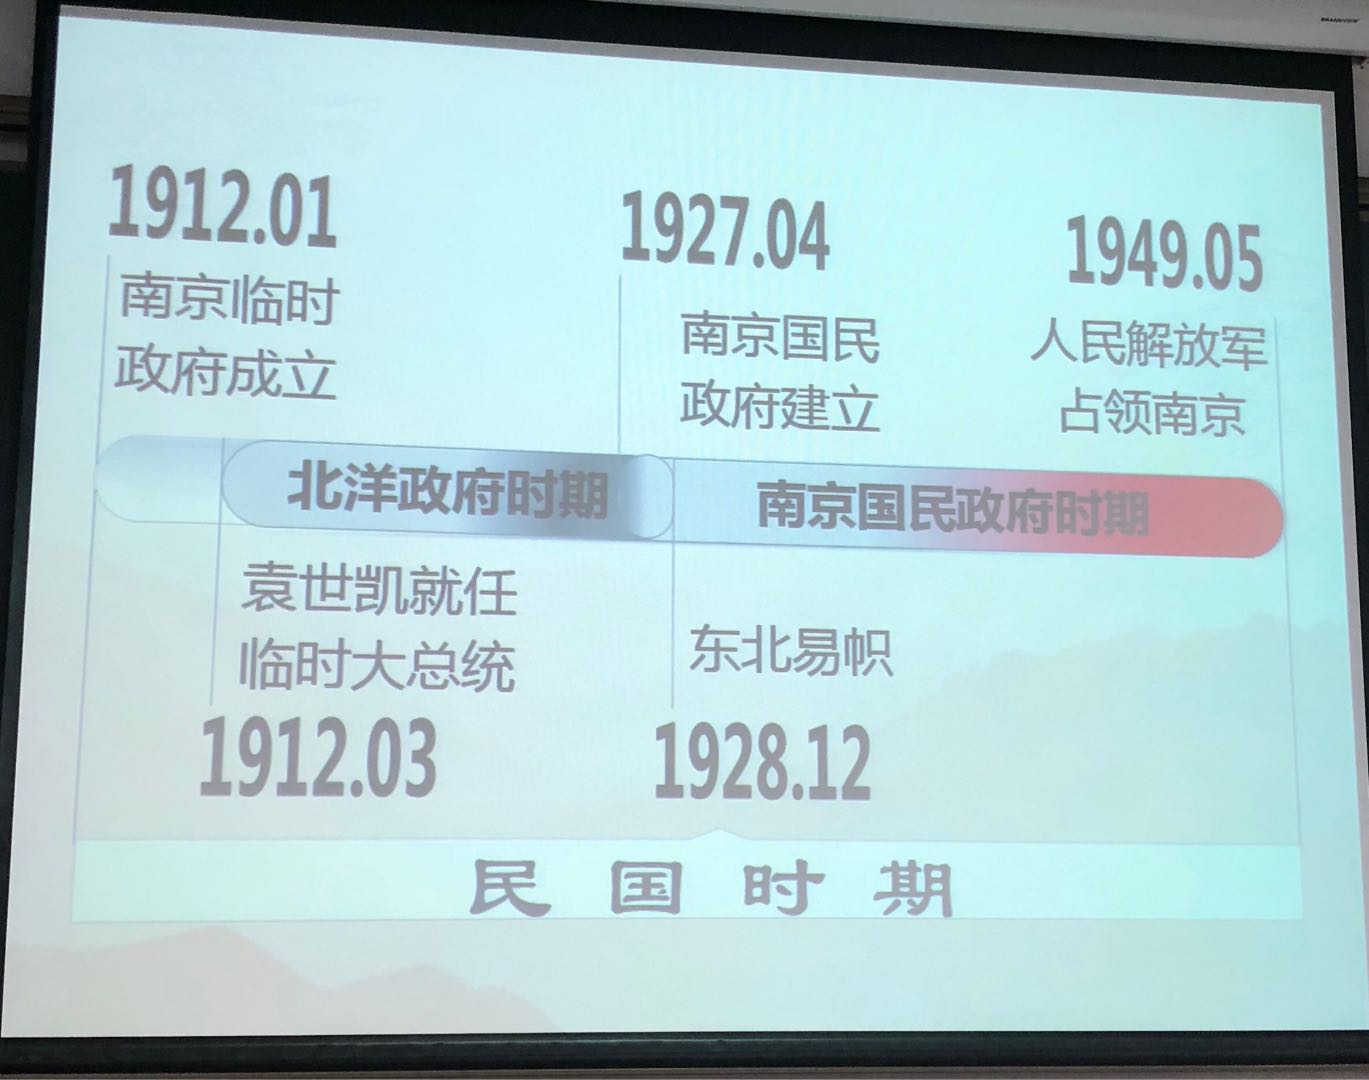 1912.01
南京临时
政府成立
1927.04
南京国民
政府建立
1949.05
人民解放军
占领南京
北洋政府时期
南京国民政府时期
袁世凯就任
临时大总统
1912.03
东北易帜
1928.12
民国时期